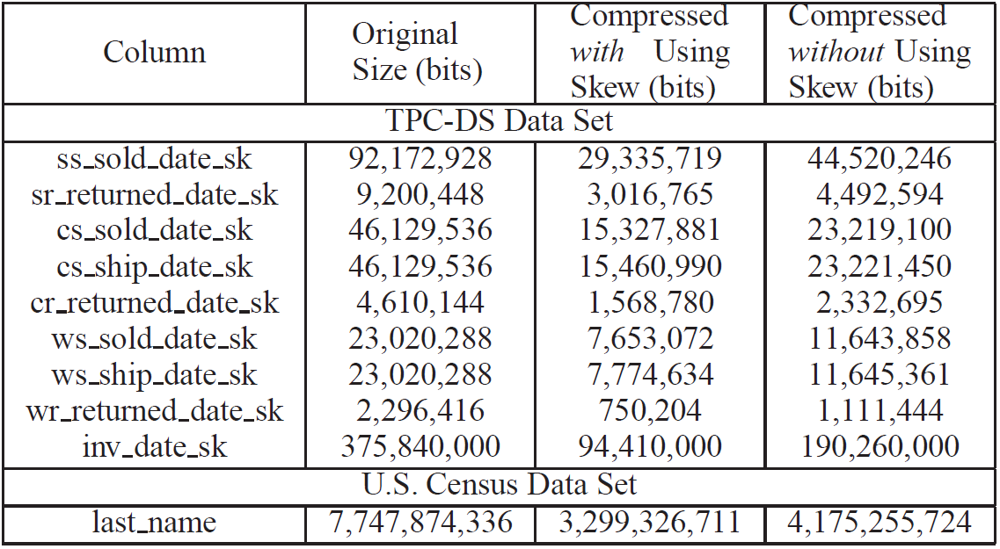 Column Original Size (bits) Compressed with Using Skew (bits) Compressed without Using Skew (bits)
TPC-DS Data Set
ss_sold_date_sk 92,172,928 29,335,719 44,520,246
sr_returned_date_sk 9,200,448 3,016,765 4,492,594
cs_sold_date_sk 46,129,536 15,327,881 23,219,100
cs_ship_date_sk 46,129,536 15,460,990 23,221,450
cr_returned_date_sk 4,610,144 1,568,780 2,332,695
ws_sold_date_sk 23,020,288 7,653,072 11,643,858
ws_ship_date_sk 23,020,288 7,774,634 11,645,361
wr_returned_date_sk 2,296,416 750,204 1,111,444
inv_date_sk 375,840,000 94,410,000 190,260,000
U.S. Census Data Set
last_name 7,747,874,336 3,299,326,711 4,175,255,724